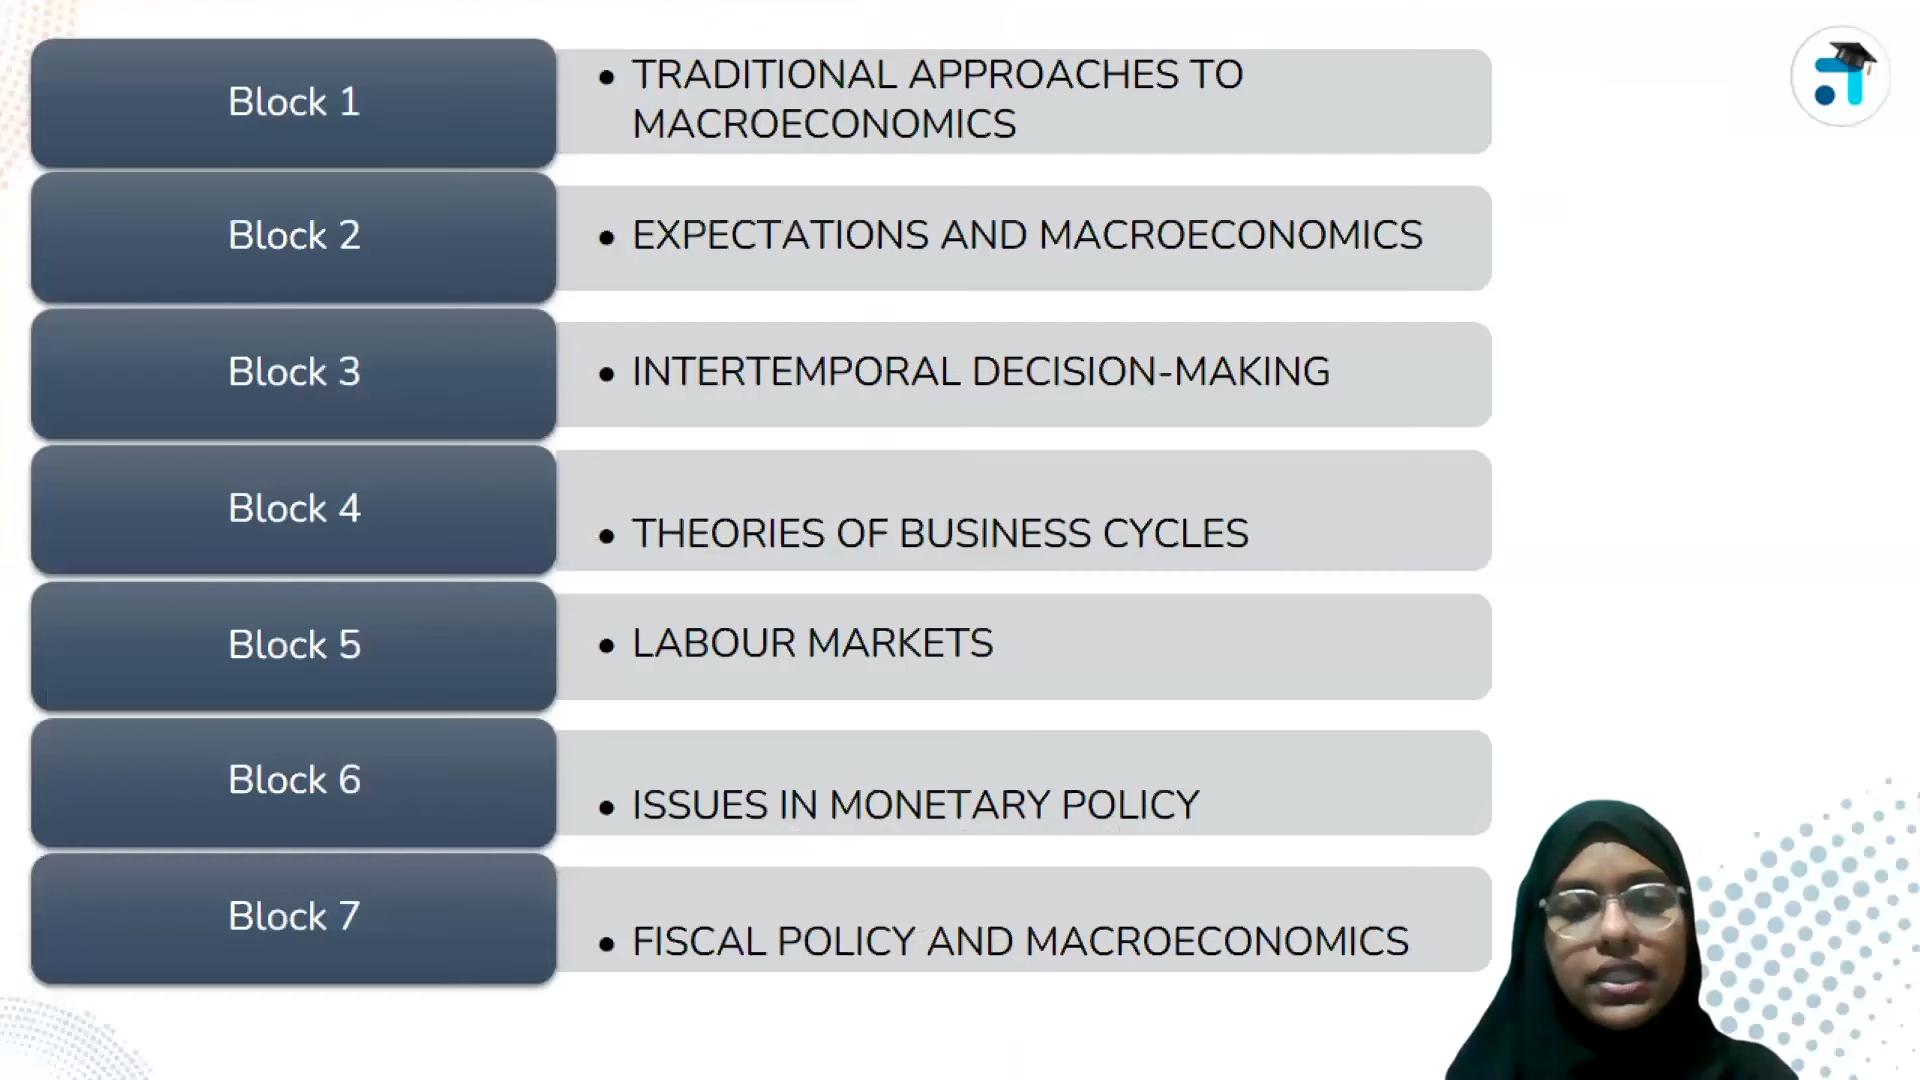 Block 1
• TRADITIONAL APPROACHES TO
MACROECONOMICS
Block 2
• EXPECTATIONS AND MACROECONOMICS
Block 3
• INTERTEMPORAL DECISION-MAKING
Block 4
• THEORIES OF BUSINESS CYCLES
Block 5
• LABOUR MARKETS
Block 6
• ISSUES IN MONETARY POLICY
Block 7
• FISCAL POLICY AND MACROECONOMICS